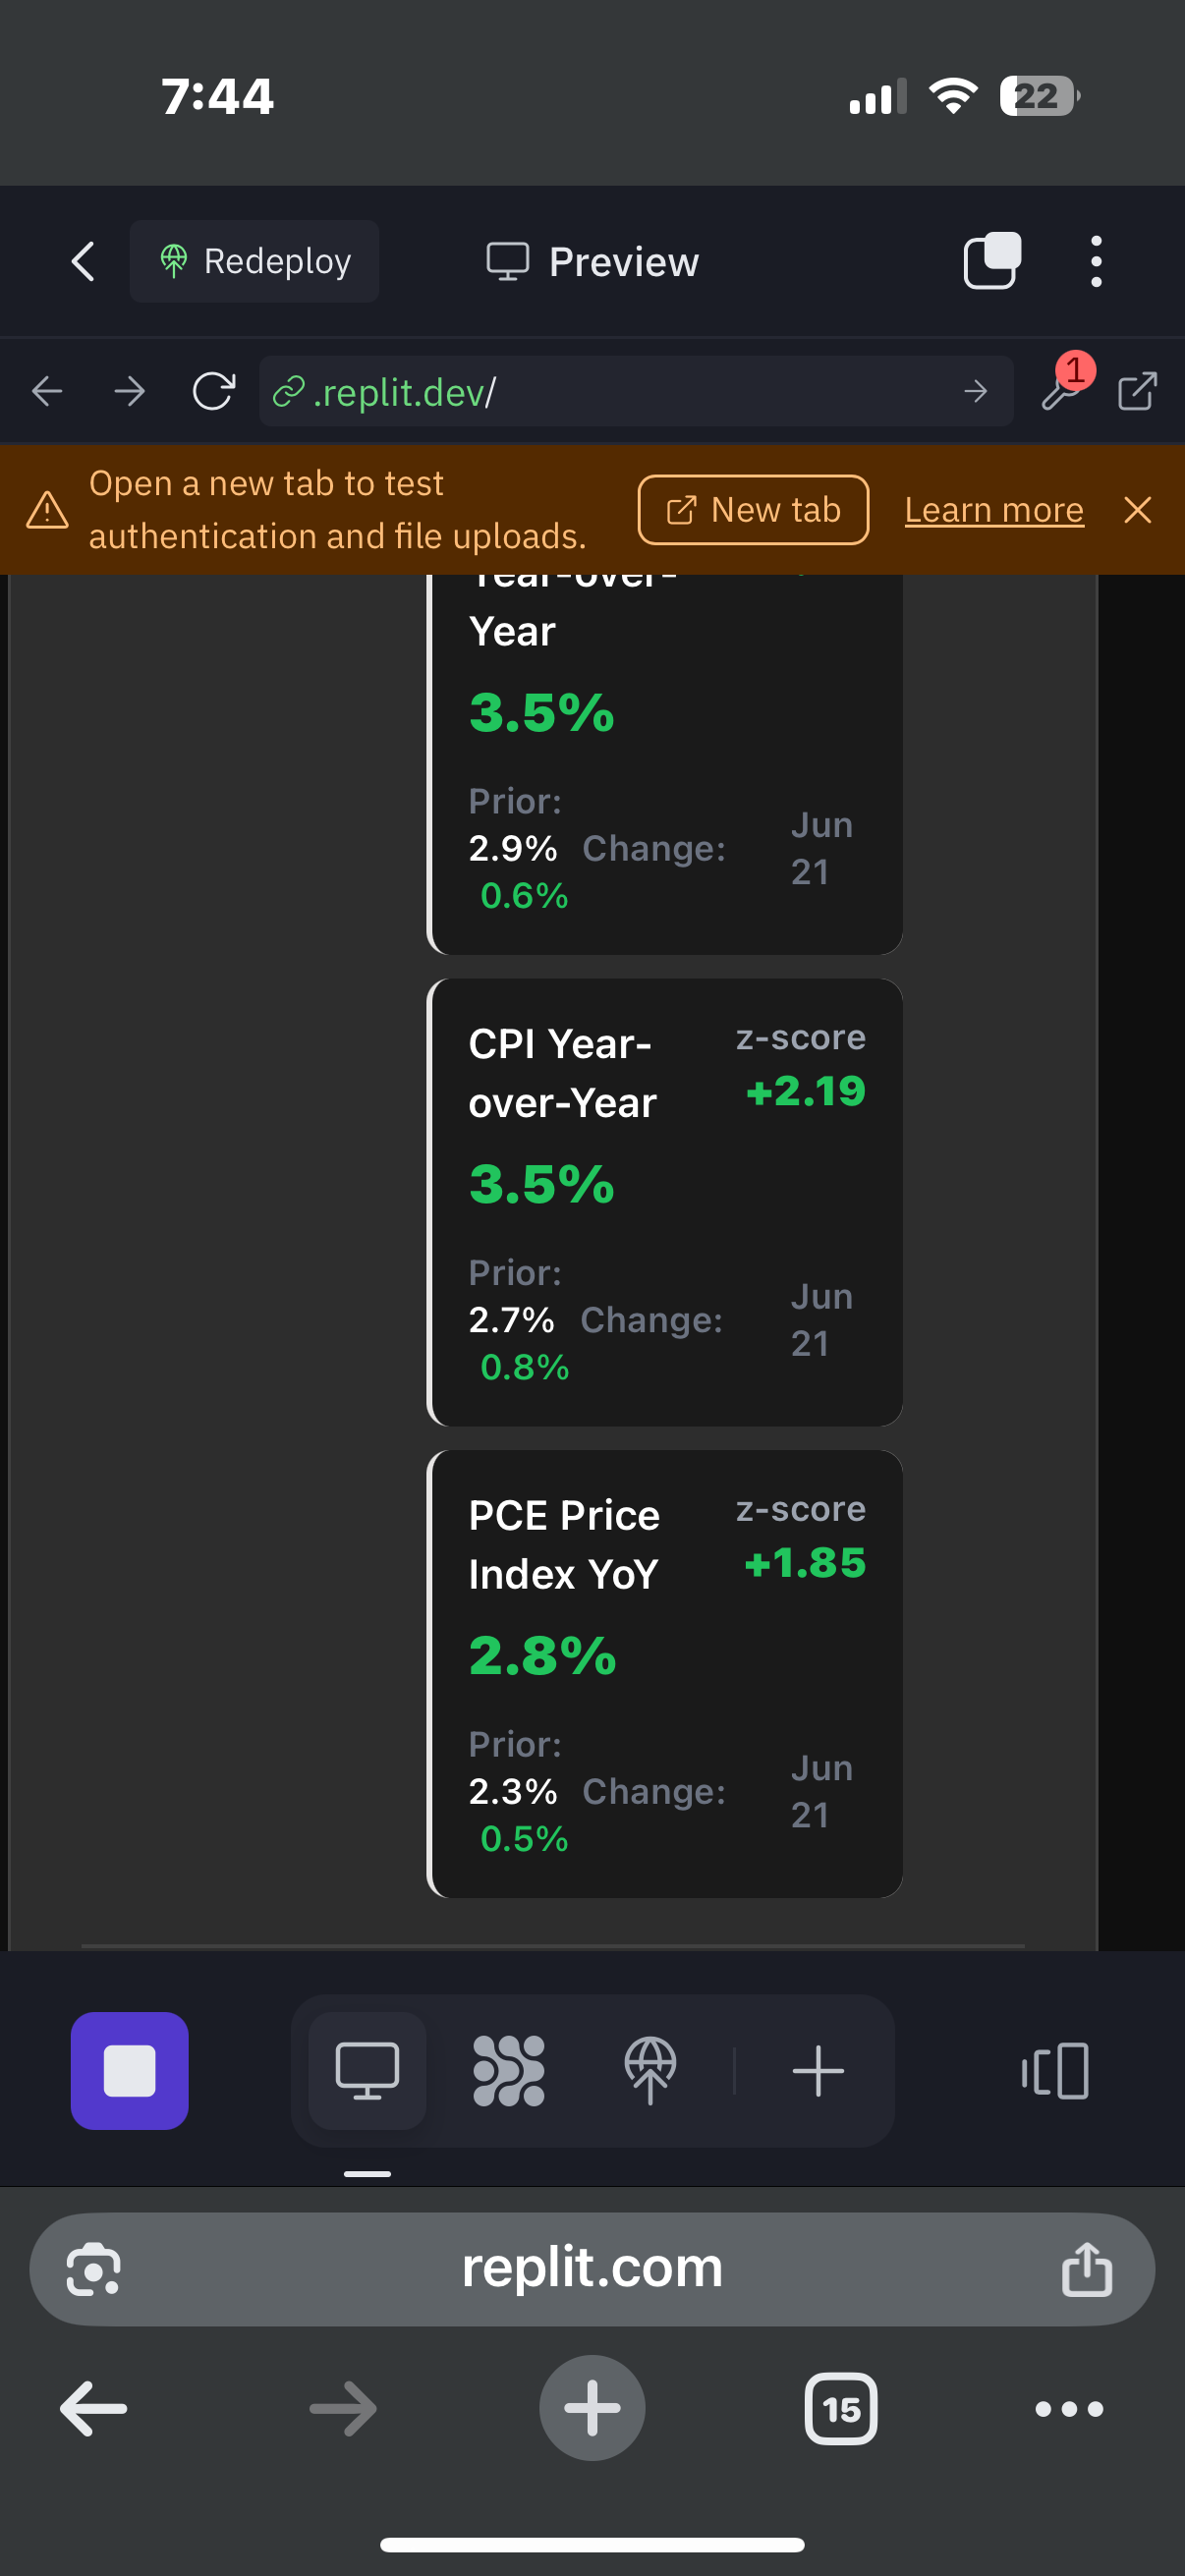 7:44
22
Redeploy
Preview
.replit.dev/
1
Open a new tab to test
authentication and file uploads.
New tab
Learn more
Year-over-
Year
3.5%
Prior:
2.9% Change:
0.6%
Jun
21
CPI Year-
over-Year
z-score
+2.19
3.5%
Prior:
2.7% Change:
0.8%
Jun
21
PCE Price
Index YoY
z-score
+1.85
2.8%
Prior:
2.3% Change:
0.5%
Jun
21
replit.com
15